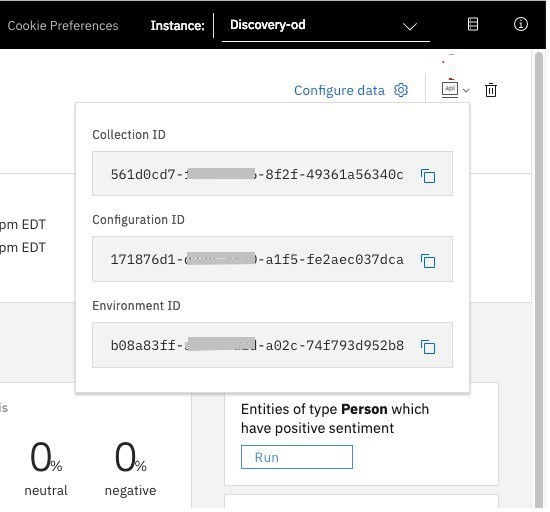 Cookie Preferences Instance: Discovery-od
Configure data api
Collection ID
561d0cd7- -8f2f-49361a56340c
pm EDT
Configuration ID
pm EDT
171876d1- -a1f5-fe2aec037dca
Environment ID
b08a83ff- -a02c-74f793d952b8
is
Entities of type Person which
have positive sentiment
0% 0%
Run
neutral negative